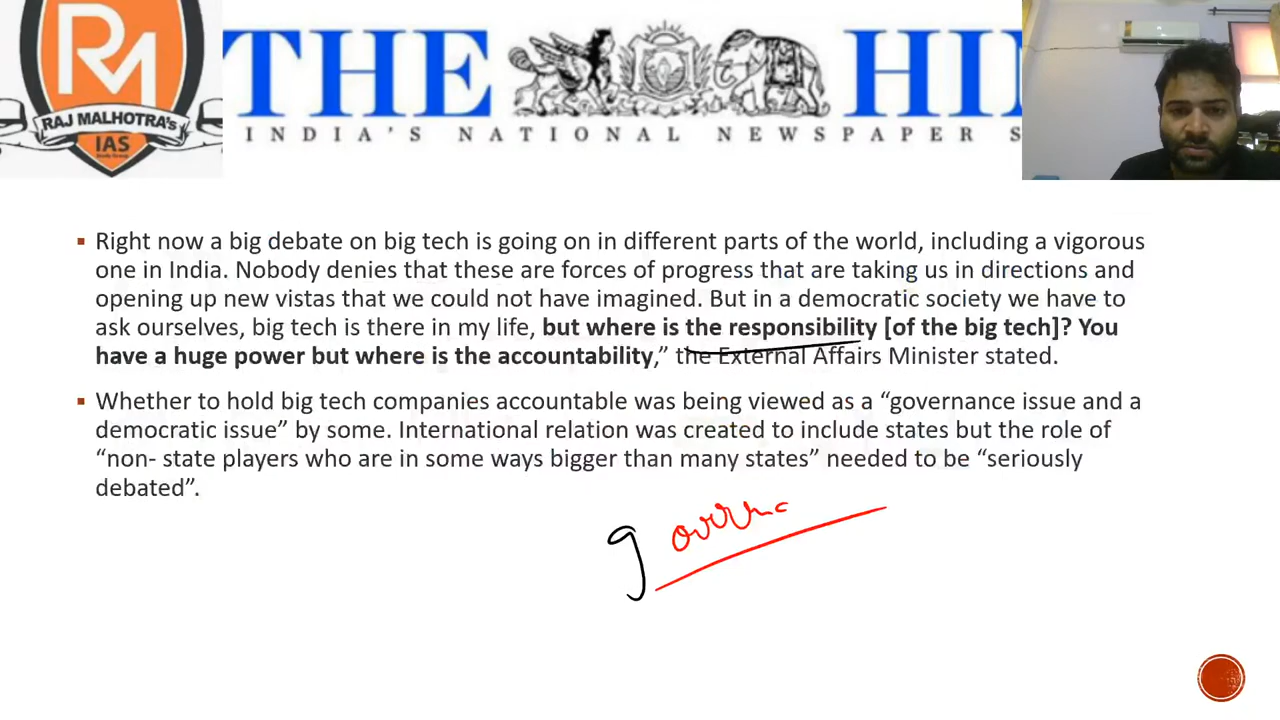 RM
RAJ MALHOTRA'S
IAS
THE HI
INDIA'S NATIONAL NEWSPAPER S
▪ Right now a big debate on big tech is going on in different parts of the world, including a vigorous
one in India. Nobody denies that these are forces of progress that are taking us in directions and
opening up new vistas that we could not have imagined. But in a democratic society we have to
ask ourselves, big tech is there in my life, but where is the responsibility [of the big tech]? You
have a huge power but where is the accountability,” the External Affairs Minister stated.
▪ Whether to hold big tech companies accountable was being viewed as a “governance issue and a
democratic issue” by some. International relation was created to include states but the role of
“non- state players who are in some ways bigger than many states” needed to be “seriously
debated”.